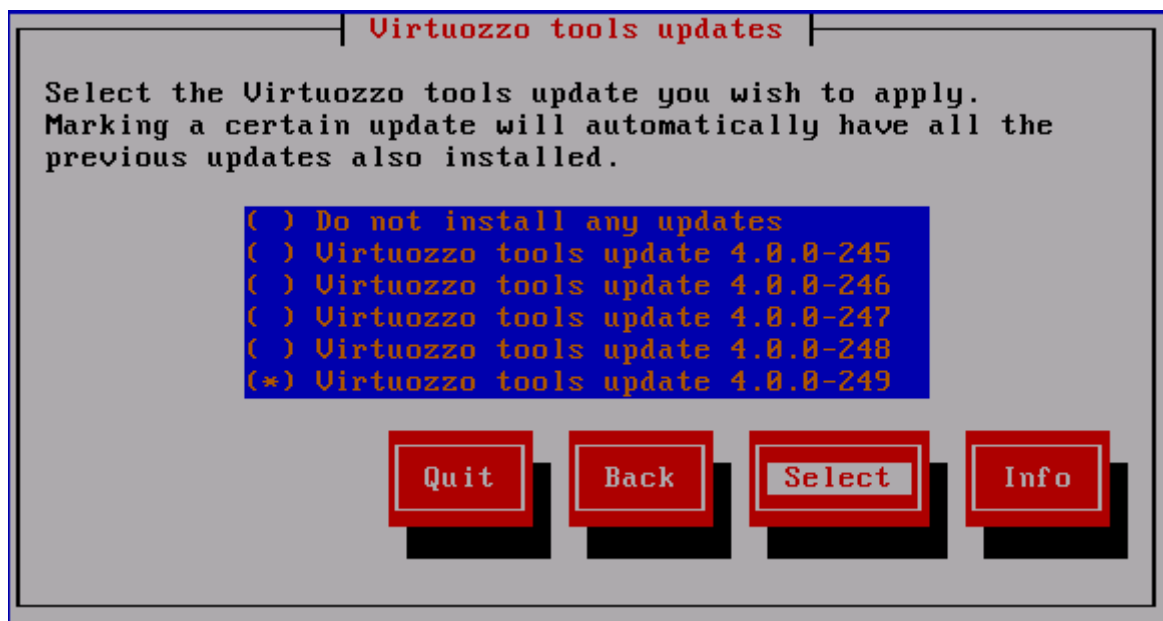 Virtuozzo tools updates
Select the Virtuozzo tools update you wish to apply.
Marking a certain update will automatically have all the
previous updates also installed.
( ) Do not install any updates
( ) Virtuozzo tools update 4.0.0-245
( ) Virtuozzo tools update 4.0.0-246
( ) Virtuozzo tools update 4.0.0-247
( ) Virtuozzo tools update 4.0.0-248
(*) Virtuozzo tools update 4.0.0-249
Quit Back Select Info